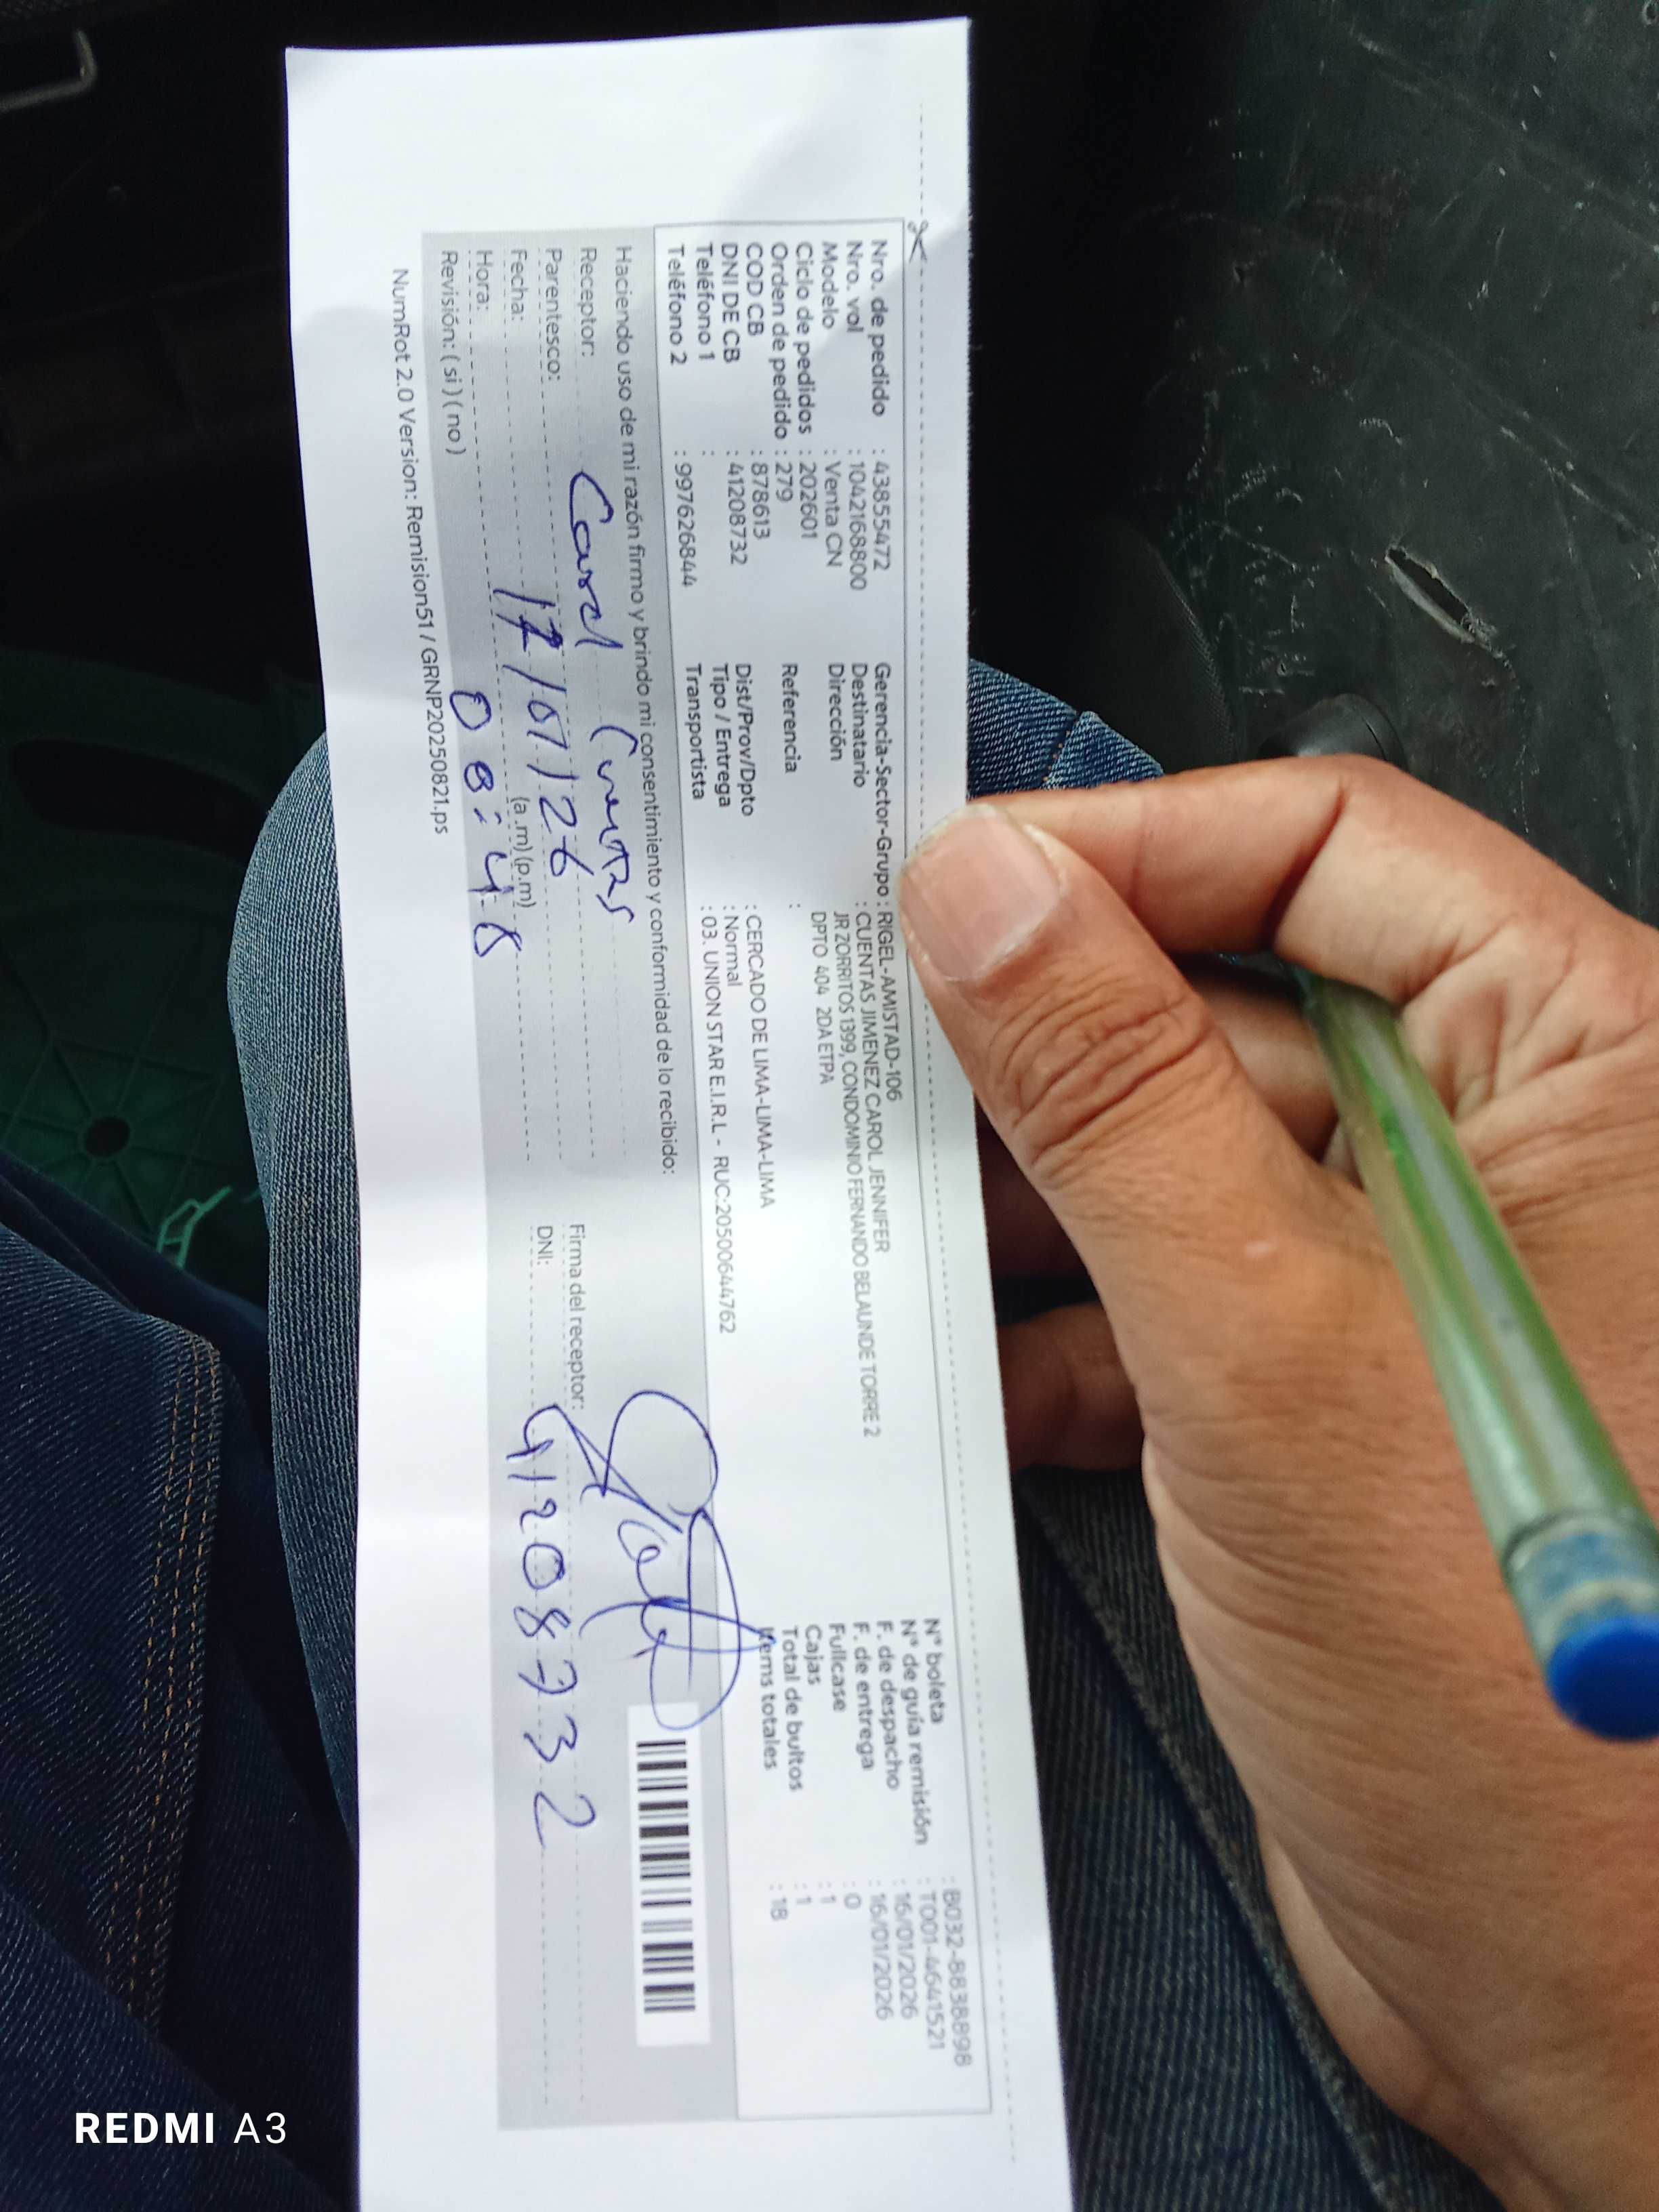 Nro. de pedido : 43855472
Nro. vol : 1042168800
Modelo : Venta CN
Ciclo de pedidos : 202601
Orden de pedido : 279
COD CB : 878613
DNI DE CB : 41208732
Teléfono 1 :
Teléfono 2 : 997626844
Gerencia-Sector-Grupo : RIGEL-AMISTAD-106
Destinatario : CUENTAS JIMENEZ CAROL JENNIFER
Dirección JR ZORRITOS 1399, CONDOMINIO FERNANDO BELAUNDE TORRE 2
DPTO 404 2DA ETPA
Referencia :
Dist/Prov/Dpto : CERCADO DE LIMA-LIMA-LIMA
Tipo / Entrega : Normal
Transportista : 03. UNION STAR E.I.R.L - RUC:20500644762
N° boleta : B032-8838898
N° de guía remisión : T001-4641521
F. de despacho : 16/01/2026
F. de entrega : 16/01/2026
Fullcase : 0
Cajas : 1
Total de bultos : 1
Items totales : 18
Haciendo uso de mi razón firmo y brindo mi consentimiento y conformidad de lo recibido:
Receptor: Carol Cuentas
Parentesco:
Fecha: 17/01/26
Hora: 08:48 (a.m) (p.m)
Revisión: ( si ) ( no )
Firma del receptor:
DNI: 41208732
NumRot 2.0 Version: Remision51 / GRNP20250821.ps
REDMI A3